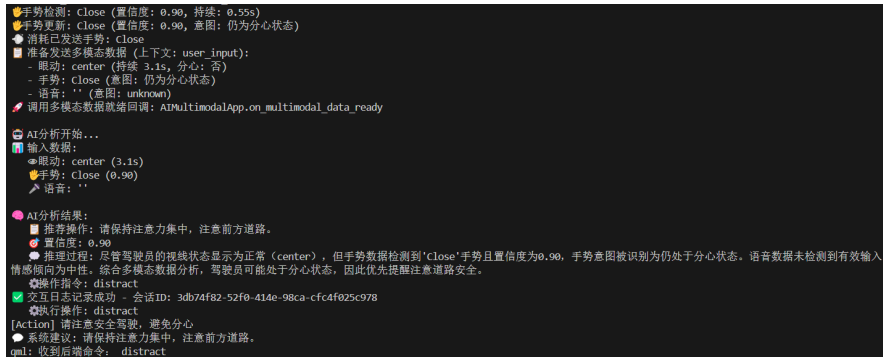 🖐手势检测: Close (置信度: 0.90, 持续: 0.55s)
🖐手势更新: Close (置信度: 0.90, 意图: 仍为分心状态)
💨 消耗已发送手势: Close
📋 准备发送多模态数据 (上下文: user_input):
- 眼动: center (持续 3.1s, 分心: 否)
- 手势: Close (意图: 仍为分心状态)
- 语音: '' (意图: unknown)
🚀 调用多模态数据就绪回调: AIMultimodalApp.on_multimodal_data_ready
🤖 AI分析开始...
📊 输入数据:
👁眼动: center (3.1s)
🖐手势: Close (0.90)
🎤 语音: ''
🧠 AI分析结果:
📋 推荐操作: 请保持注意力集中，注意前方道路。
🎯 置信度: 0.90
💭 推理过程: 尽管驾驶员的视线状态显示为正常（center），但手势数据检测到'Close'手势且置信度为0.90，手势意图被识别为仍处于分心状态。语音数据未检测到有效输入
情感倾向为中性。综合多模态数据分析，驾驶员可能处于分心状态，因此优先提醒注意道路安全。
⚙操作指令: distract
✅ 交互日志记录成功 - 会话ID: 3db74f82-52f0-414e-98ca-cfc4f025c978
⚙执行操作: distract
[Action] 请注意安全驾驶，避免分心
💬 系统建议: 请保持注意力集中，注意前方道路。
qml: 收到后端命令： distract